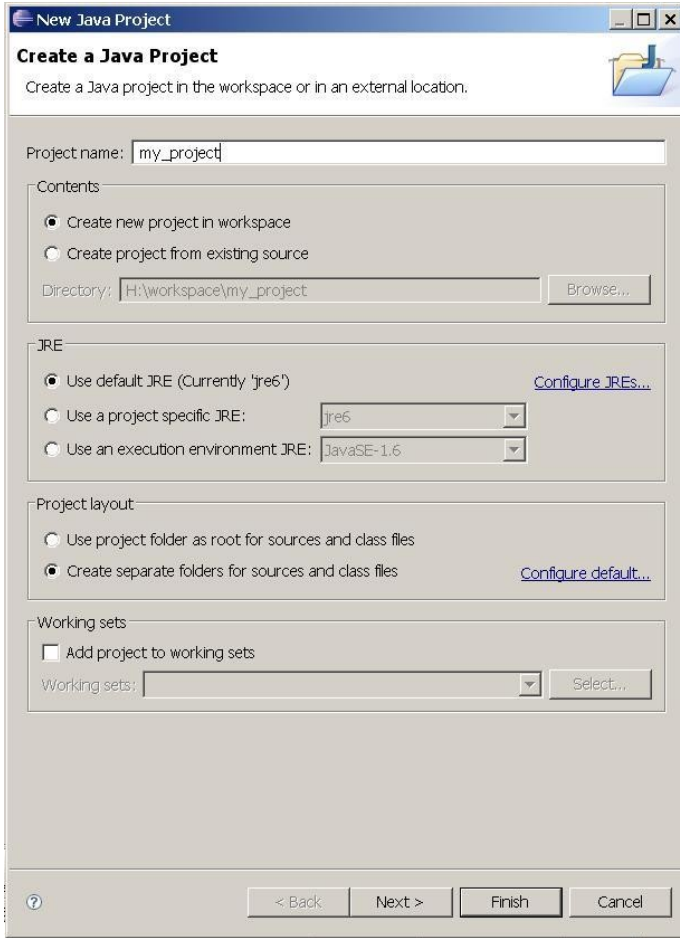 New Java Project
Create a Java Project
Create a Java project in the workspace or in an external location.
Project name: my_project
Contents
Create new project in workspace
Create project from existing source
Directory: H:\workspace\my_project Browse...
JRE
Use default JRE (Currently 'jre6') Configure JREs...
Use a project specific JRE: jre6
Use an execution environment JRE: JavaSE-1.6
Project layout
Use project folder as root for sources and class files
Create separate folders for sources and class files Configure default...
Working sets
Add project to working sets
Working sets: Select...
? < Back Next > Finish Cancel